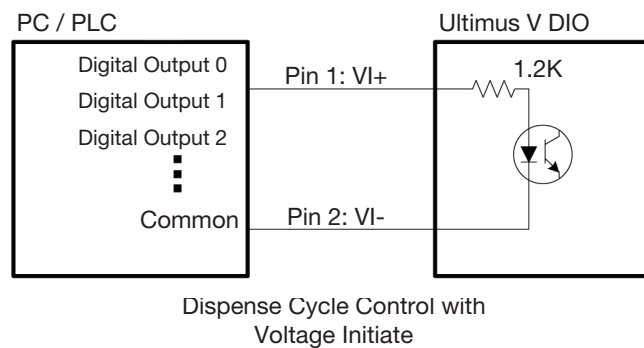 PC / PLC
Ultimus V DIO
Digital Output 0
Digital Output 1
Digital Output 2
Common
Pin 1: VI+
Pin 2: VI-
1.2K
Dispense Cycle Control with
Voltage Initiate